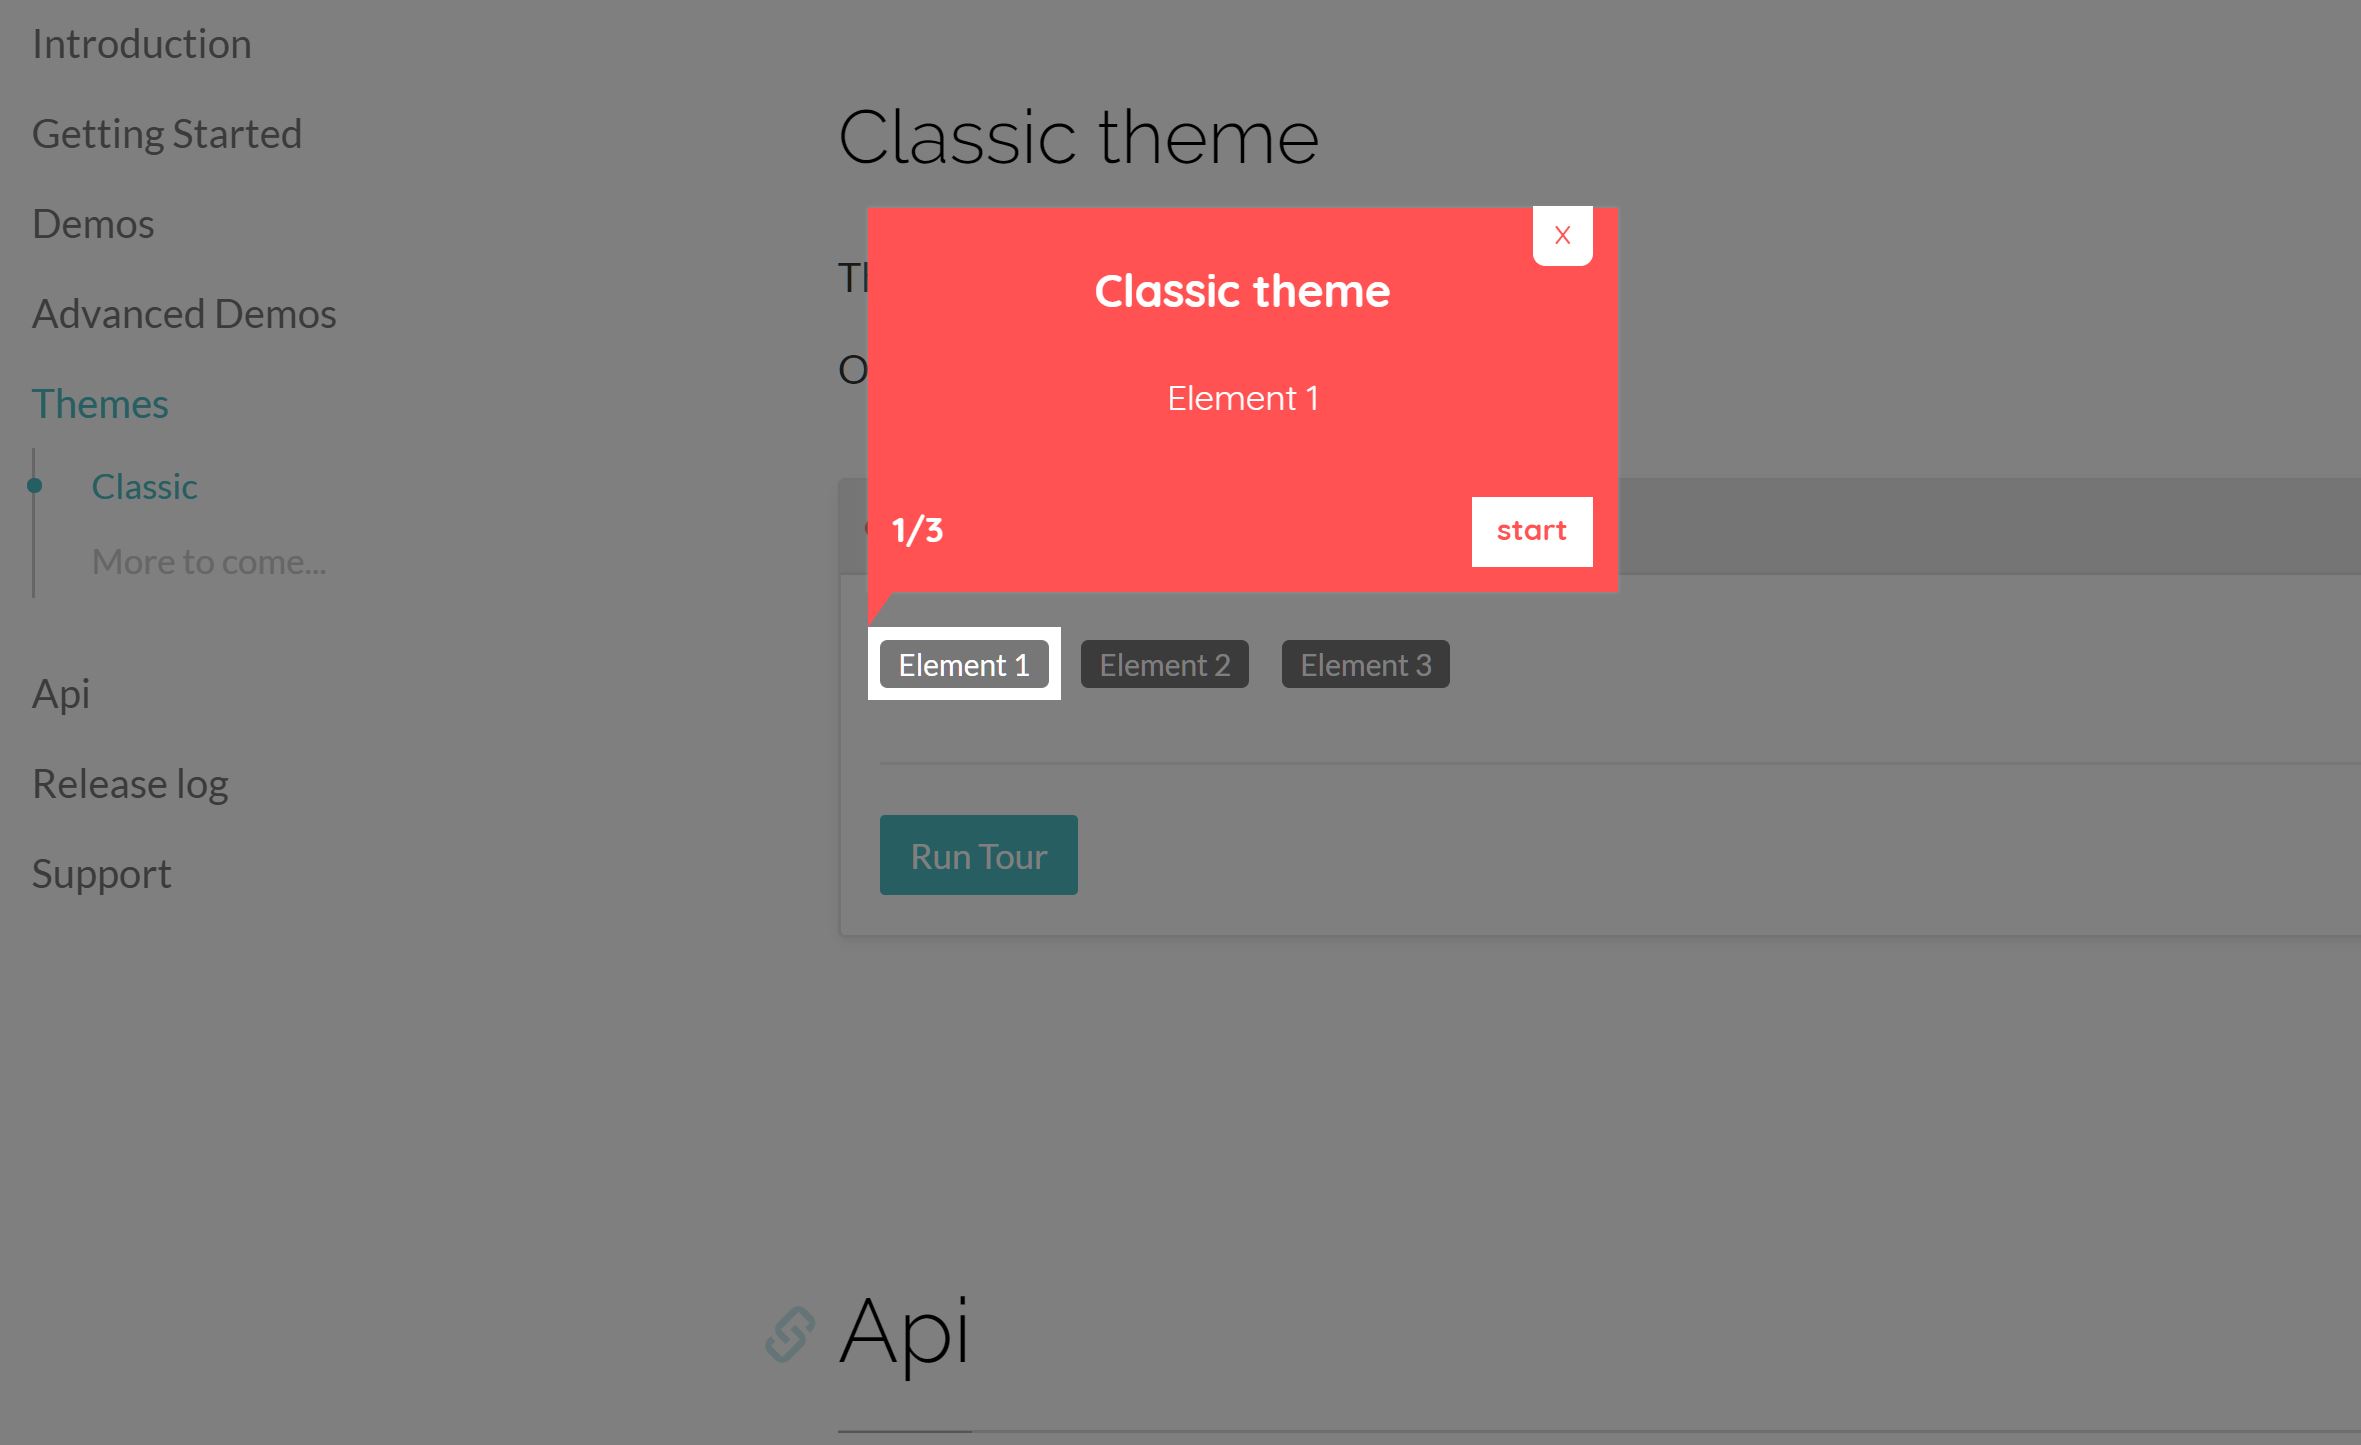 Introduction
Getting Started
Demos
Advanced Demos
Themes
Classic
More to come...
Api
Release log
Support
Classic theme
X
Classic theme
Element 1
1/3
start
Element 1
Element 2
Element 3
Run Tour
Api